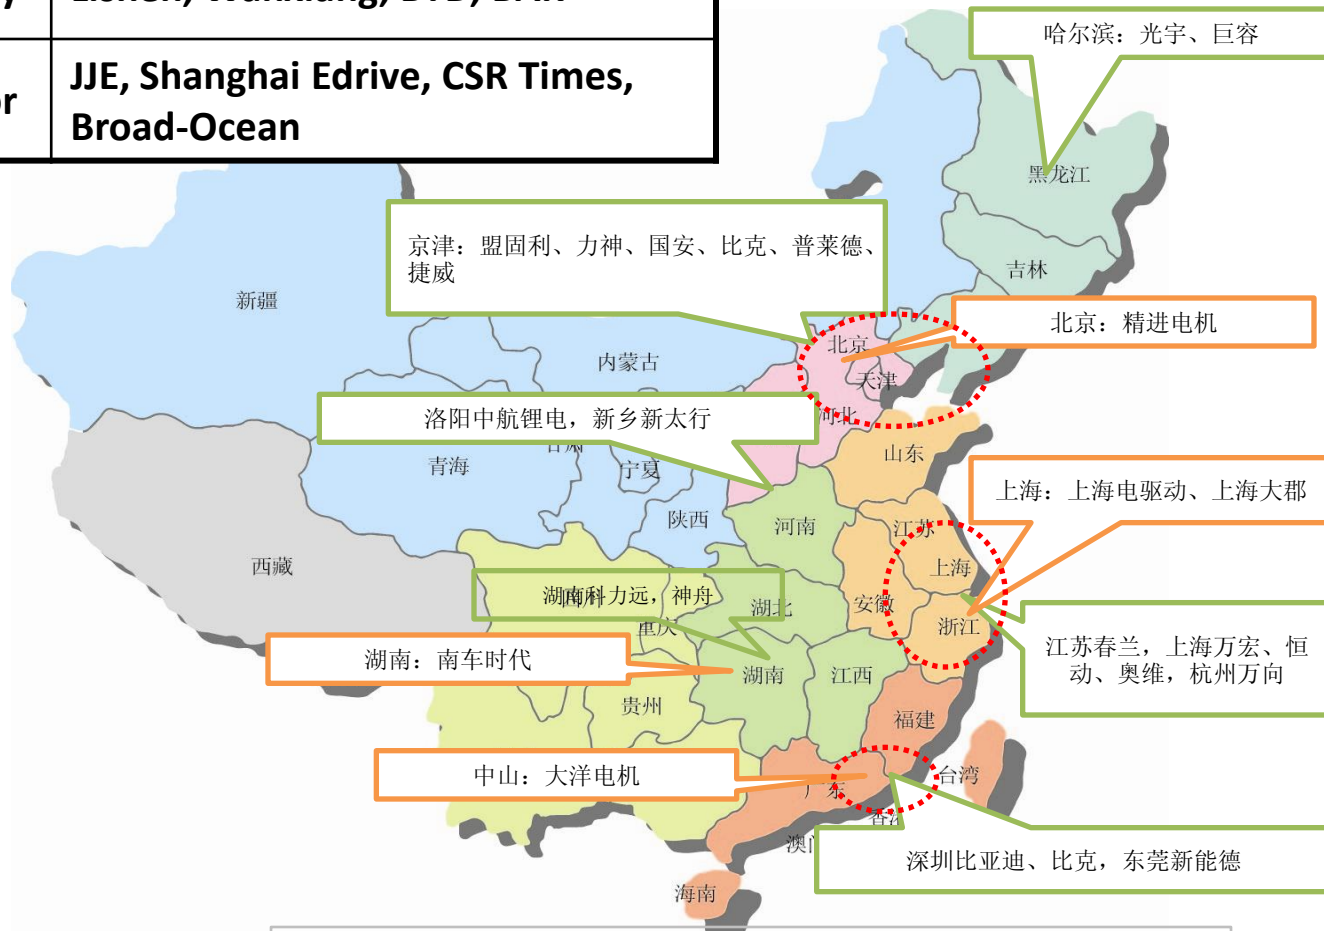 JJE, Shanghai Edrive, CSR Times,
Broad-Ocean
哈尔滨：光宇、巨容
黑龙江
京津：盟固利、力神、国安、比克、普莱德、
捷威
吉林
新疆
北京：精进电机
北京
内蒙古
天津
洛阳中航锂电，新乡新太行
河北
山东
青海
宁夏
上海：上海电驱动、上海大郡
陕西
河南
江苏
西藏
上海
湖南科力远，神舟
湖北
安徽
重庆
浙江
江苏春兰，上海万宏、恒
动、奥维，杭州万向
湖南：南车时代
湖南
江西
贵州
福建
中山：大洋电机
台湾
广东
深圳比亚迪、比克，东莞新能德
海南